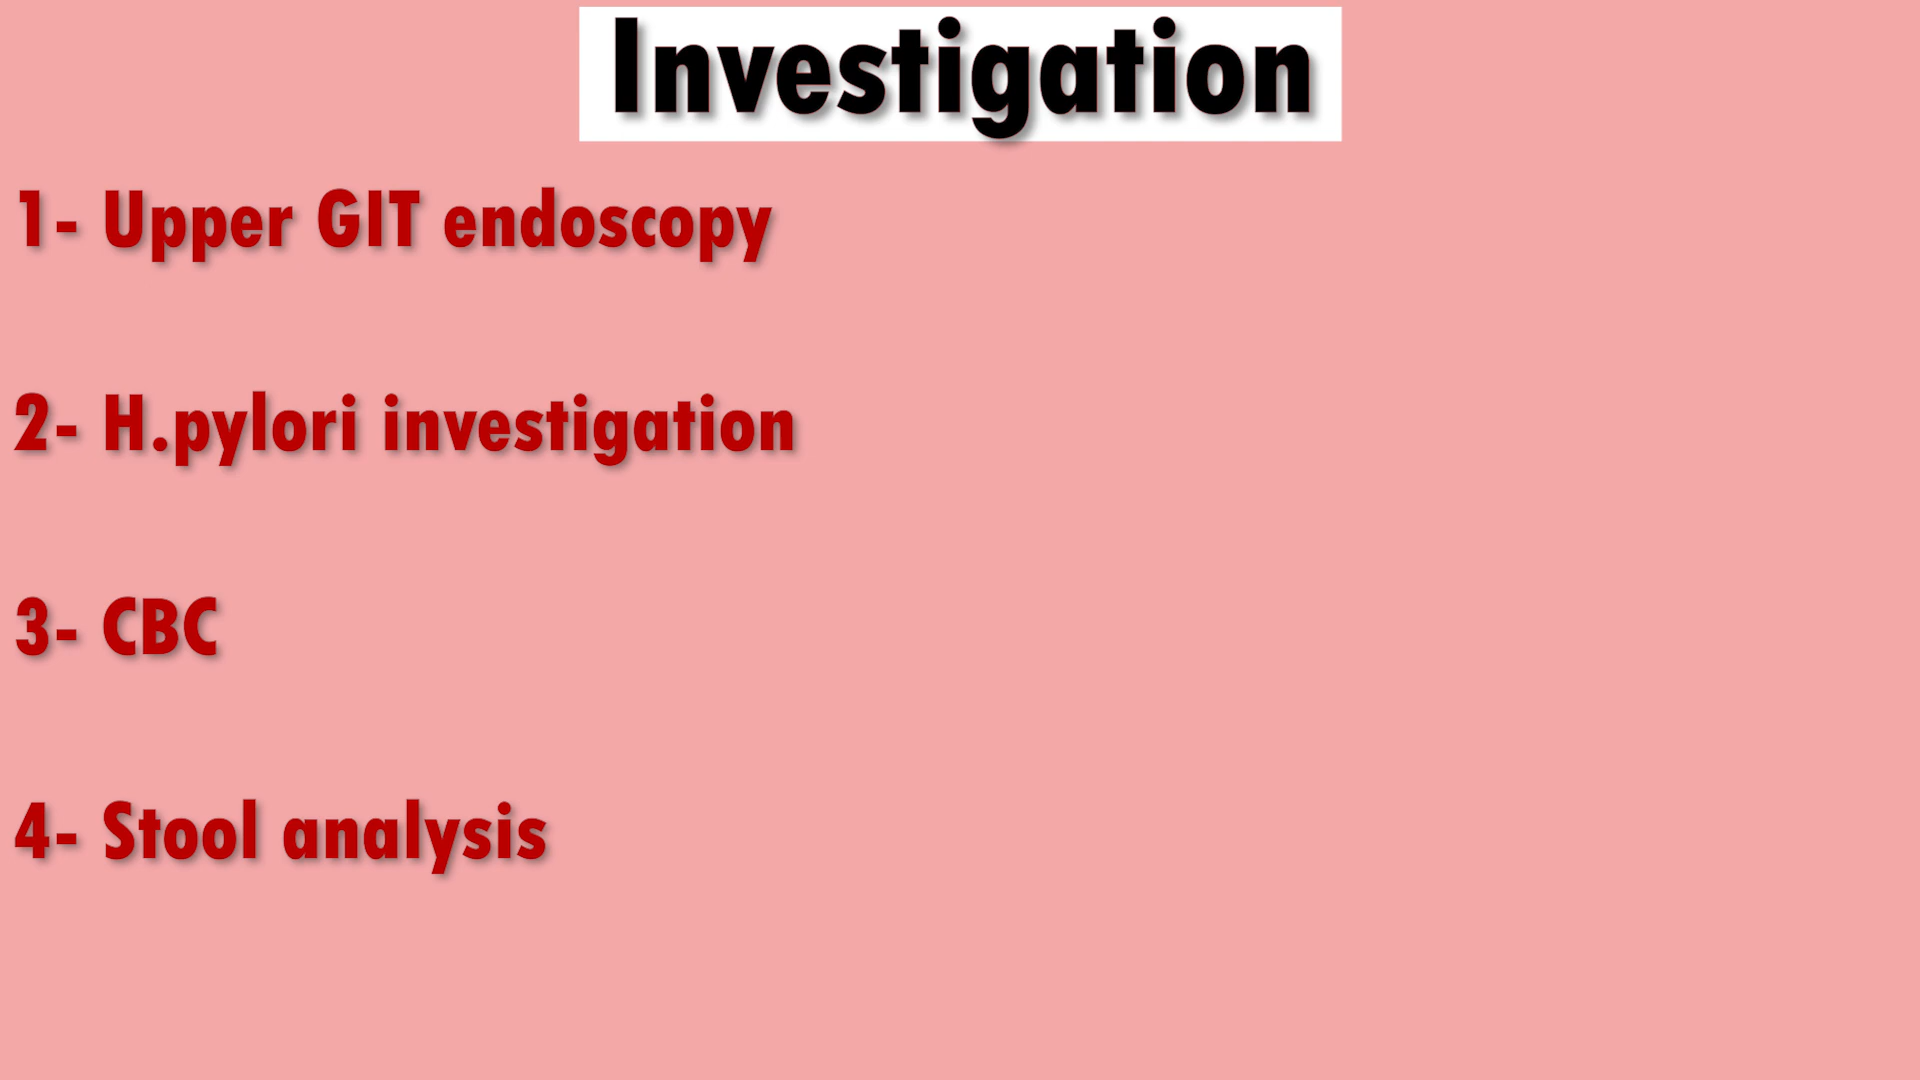 Investigation
1- Upper GIT endoscopy
2- H.pylori investigation
3- CBC
4- Stool analysis